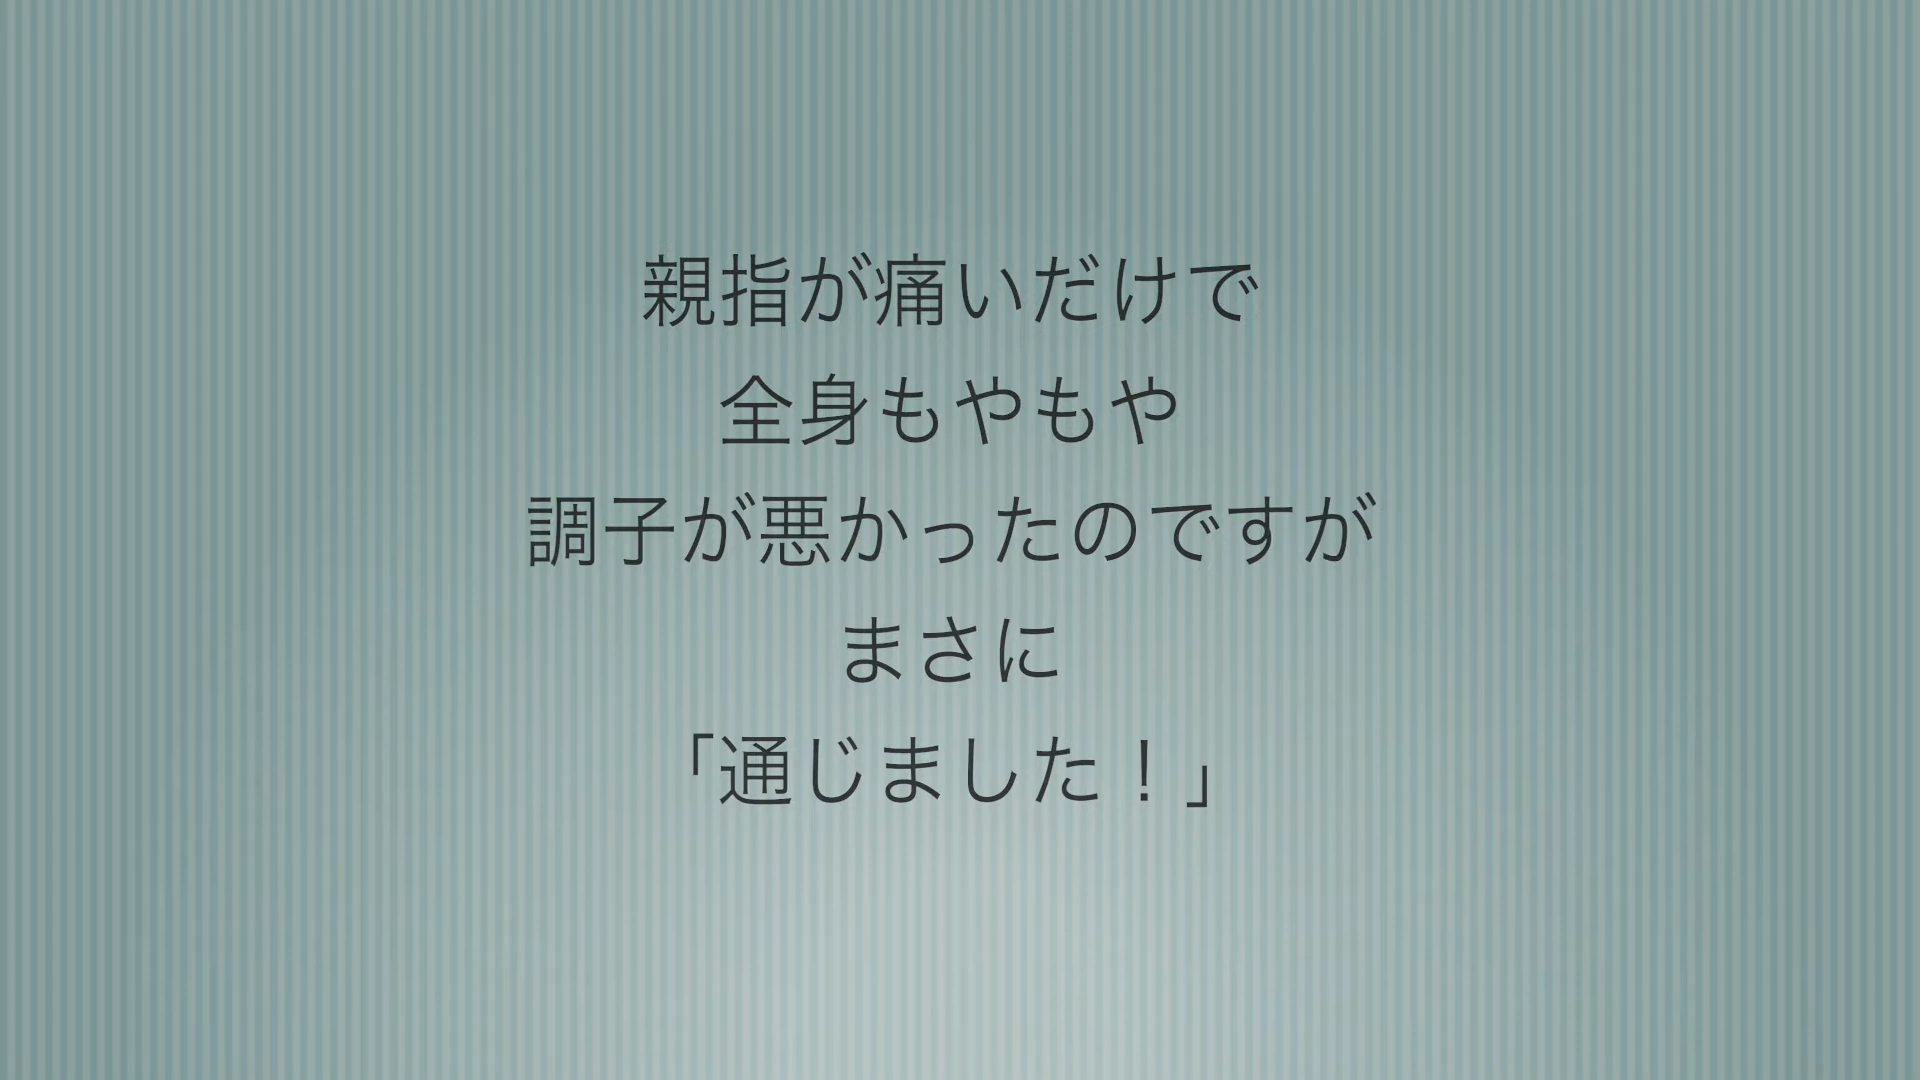 親指が痛いだけで
全身もやもや
調子が悪かったのですが
まさに
「通じました！」